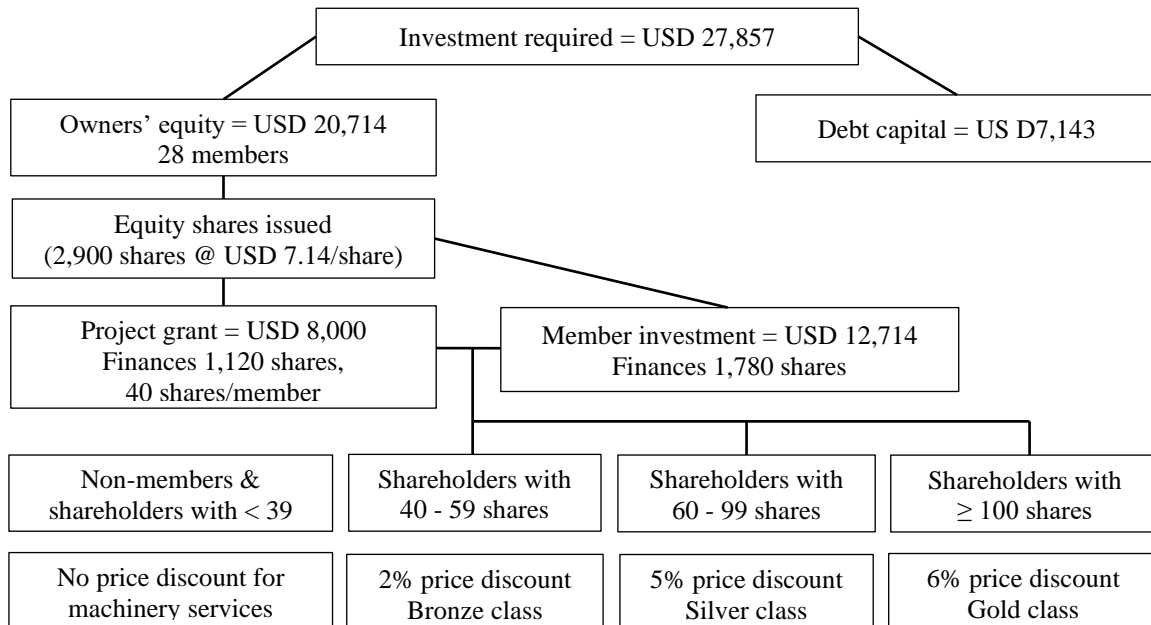 Investment required = USD 27,857
Owners’ equity = USD 20,714
28 members
Debt capital = US D7,143
Equity shares issued
(2,900 shares @ USD 7.14/share)
Project grant = USD 8,000
Finances 1,120 shares,
40 shares/member
Member investment = USD 12,714
Finances 1,780 shares
Non-members &
shareholders with < 39
Shareholders with
40 - 59 shares
Shareholders with
60 - 99 shares
Shareholders with
≥ 100 shares
No price discount for
machinery services
2% price discount
Bronze class
5% price discount
Silver class
6% price discount
Gold class